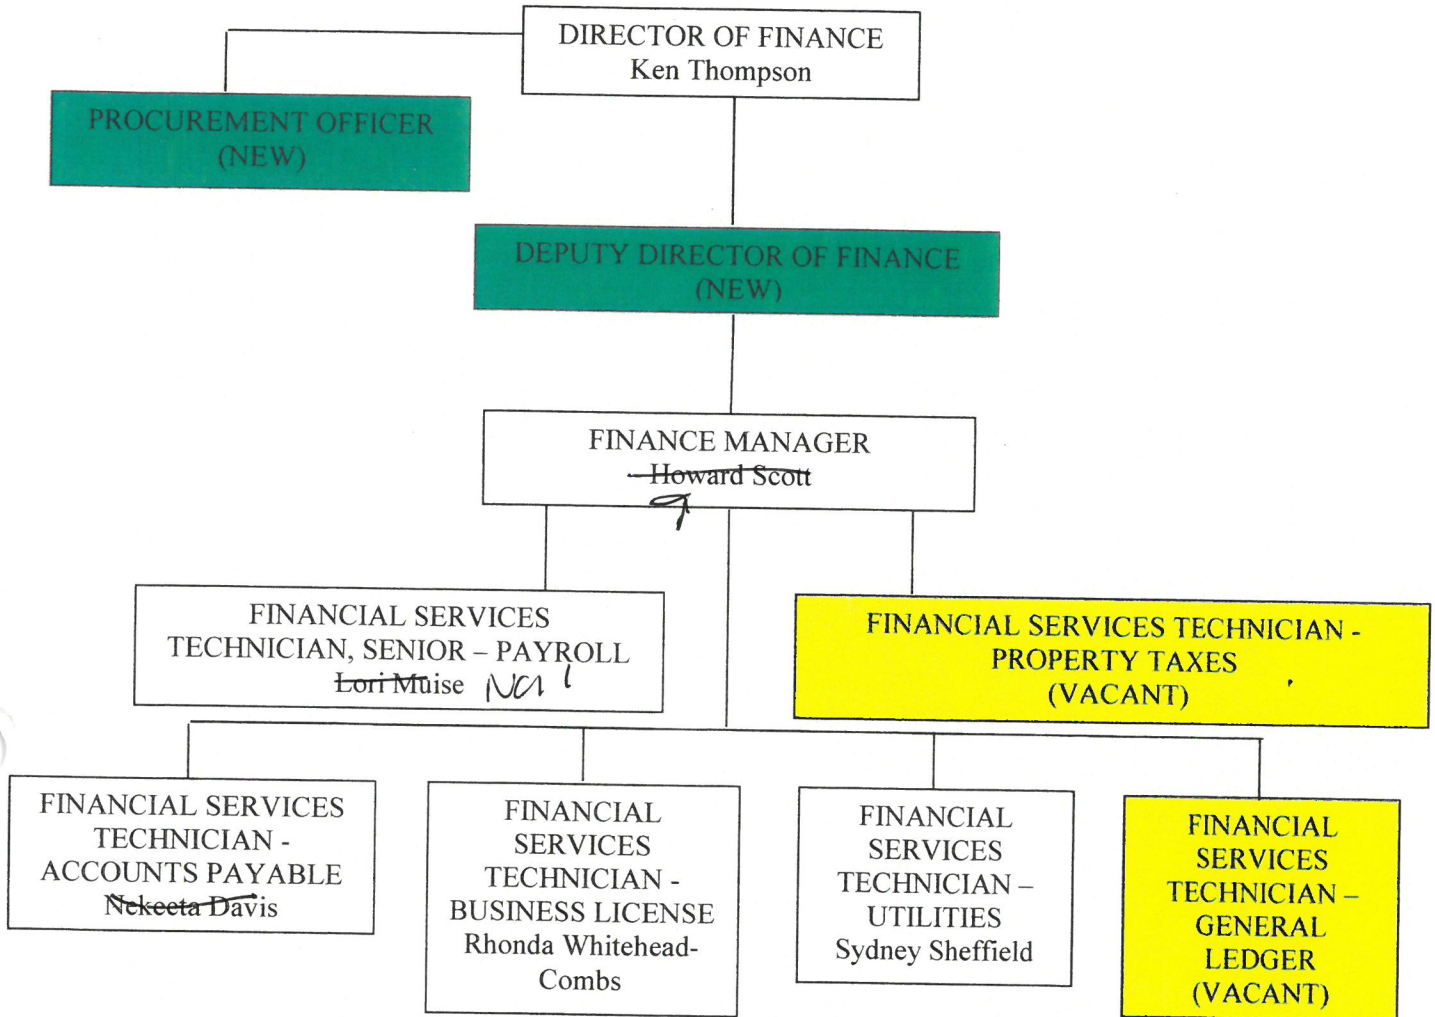 DIRECTOR OF FINANCE
Ken Thompson
PROCUREMENT OFFICER
(NEW)
DEPUTY DIRECTOR OF FINANCE
(NEW)
FINANCE MANAGER
Howard Scott
FINANCIAL SERVICES
TECHNICIAN, SENIOR – PAYROLL
Lori Muise
FINANCIAL SERVICES TECHNICIAN -
PROPERTY TAXES
(VACANT)
FINANCIAL SERVICES
TECHNICIAN -
ACCOUNTS PAYABLE
Nekeeta Davis
FINANCIAL
SERVICES
TECHNICIAN -
BUSINESS LICENSE
Rhonda Whitehead-
Combs
FINANCIAL
SERVICES
TECHNICIAN –
UTILITIES
Sydney Sheffield
FINANCIAL
SERVICES
TECHNICIAN –
GENERAL
LEDGER
(VACANT)